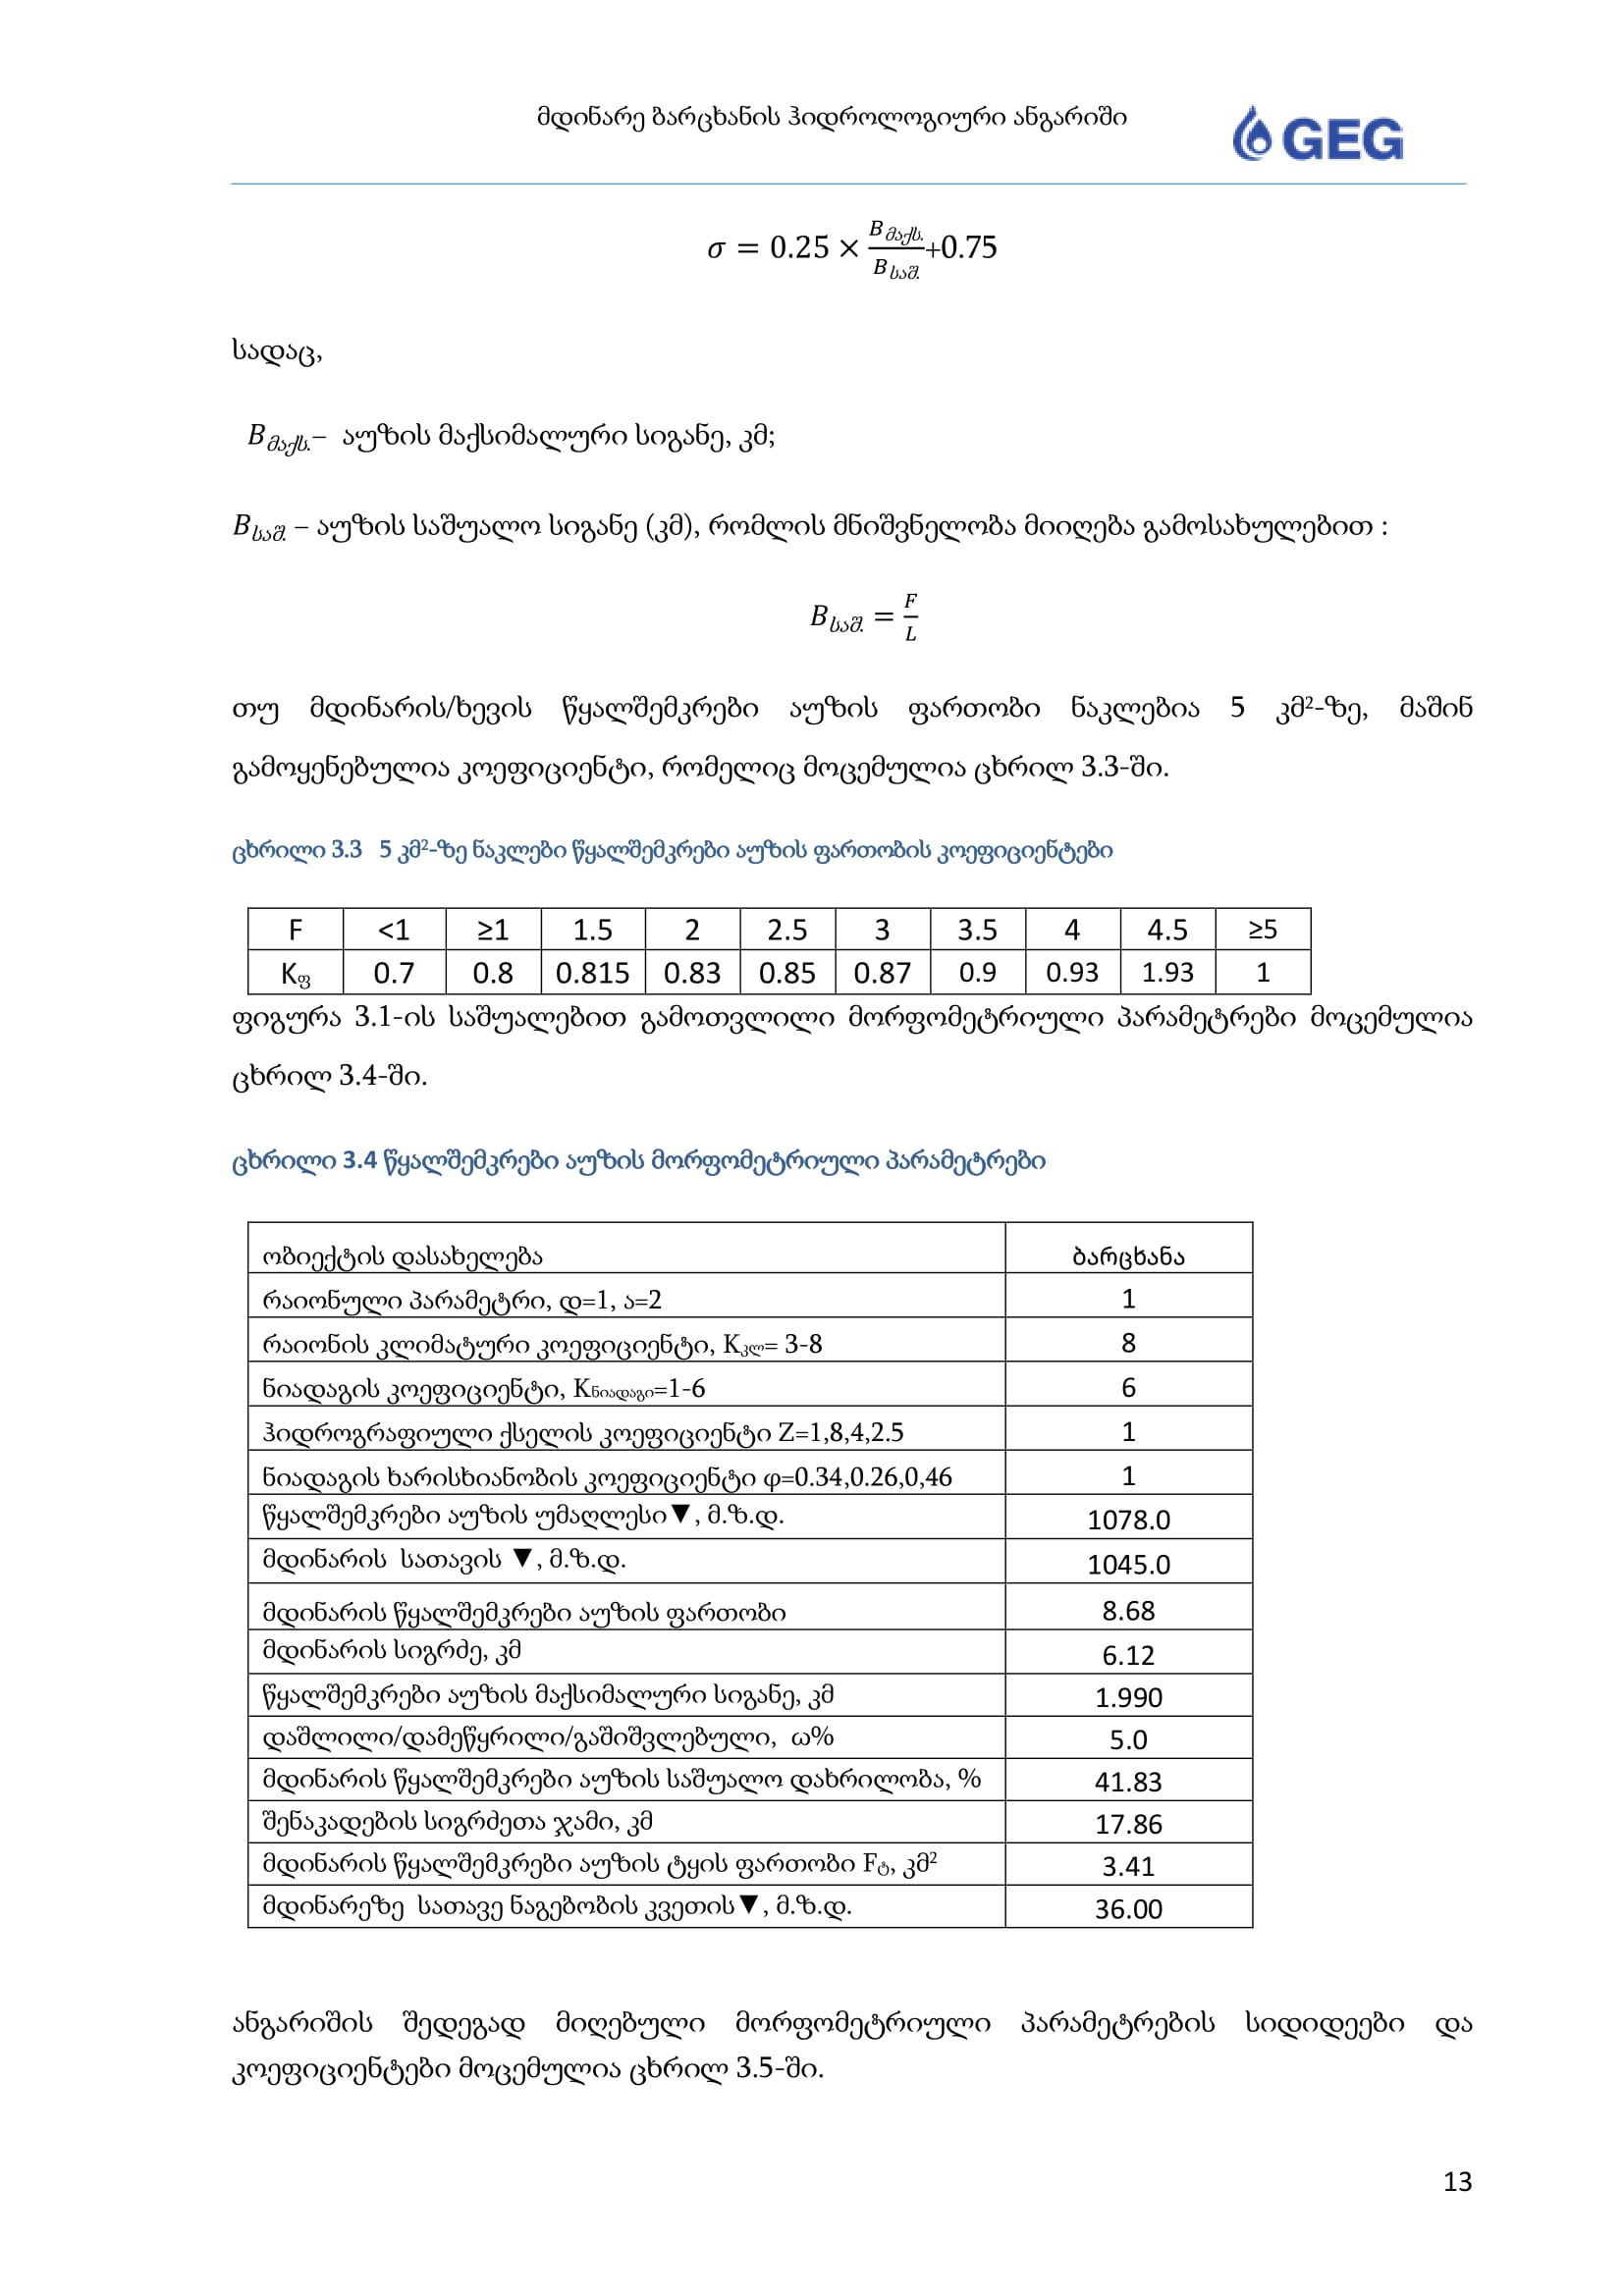 მდინარე ბარცხანის ჰიდროლოგიური ანგარიში
GEG
σ = 0.25 × Bმაქს./Bსაშ.+0.75
სადაც,
Bმაქს.– აუზის მაქსიმალური სიგანე, კმ;
Bსაშ. – აუზის საშუალო სიგანე (კმ), რომლის მნიშვნელობა მიიღება გამოსახულებით :
Bსაშ. = F/L
თუ მდინარის/ხევის წყალშემკრები აუზის ფართობი ნაკლებია 5 კმ²-ზე, მაშინ
გამოყენებულია კოეფიციენტი, რომელიც მოცემულია ცხრილ 3.3-ში.
ცხრილი 3.3 5 კმ²-ზე ნაკლები წყალშემკრები აუზის ფართობის კოეფიციენტები
F <1 ≥1 1.5 2 2.5 3 3.5 4 4.5 ≥5
Kფ 0.7 0.8 0.815 0.83 0.85 0.87 0.9 0.93 1.93 1
ფიგურა 3.1-ის საშუალებით გამოთვლილი მორფომეტრიული პარამეტრები მოცემულია
ცხრილ 3.4-ში.
ცხრილი 3.4 წყალშემკრები აუზის მორფომეტრიული პარამეტრები
ობიექტის დასახელება ბარცხანა
რაიონული პარამეტრი, დ=1, ა=2 1
რაიონის კლიმატური კოეფიციენტი, Kკლ= 3-8 8
ნიადაგის კოეფიციენტი, Kნიადაგი=1-6 6
ჰიდროგრაფიული ქსელის კოეფიციენტი Z=1,8,4,2.5 1
ნიადაგის ხარისხიანობის კოეფიციენტი φ=0.34,0.26,0,46 1
წყალშემკრები აუზის უმაღლესი▼, მ.ზ.დ. 1078.0
მდინარის სათავის ▼, მ.ზ.დ. 1045.0
მდინარის წყალშემკრები აუზის ფართობი 8.68
მდინარის სიგრძე, კმ 6.12
წყალშემკრები აუზის მაქსიმალური სიგანე, კმ 1.990
დაშლილი/დამეწყრილი/გაშიშვლებული, ω% 5.0
მდინარის წყალშემკრები აუზის საშუალო დახრილობა, % 41.83
შენაკადების სიგრძეთა ჯამი, კმ 17.86
მდინარის წყალშემკრები აუზის ტყის ფართობი Fტ, კმ² 3.41
მდინარეზე სათავე ნაგებობის კვეთის▼, მ.ზ.დ. 36.00
ანგარიშის შედეგად მიღებული მორფომეტრიული პარამეტრების სიდიდეები და
კოეფიციენტები მოცემულია ცხრილ 3.5-ში.
13